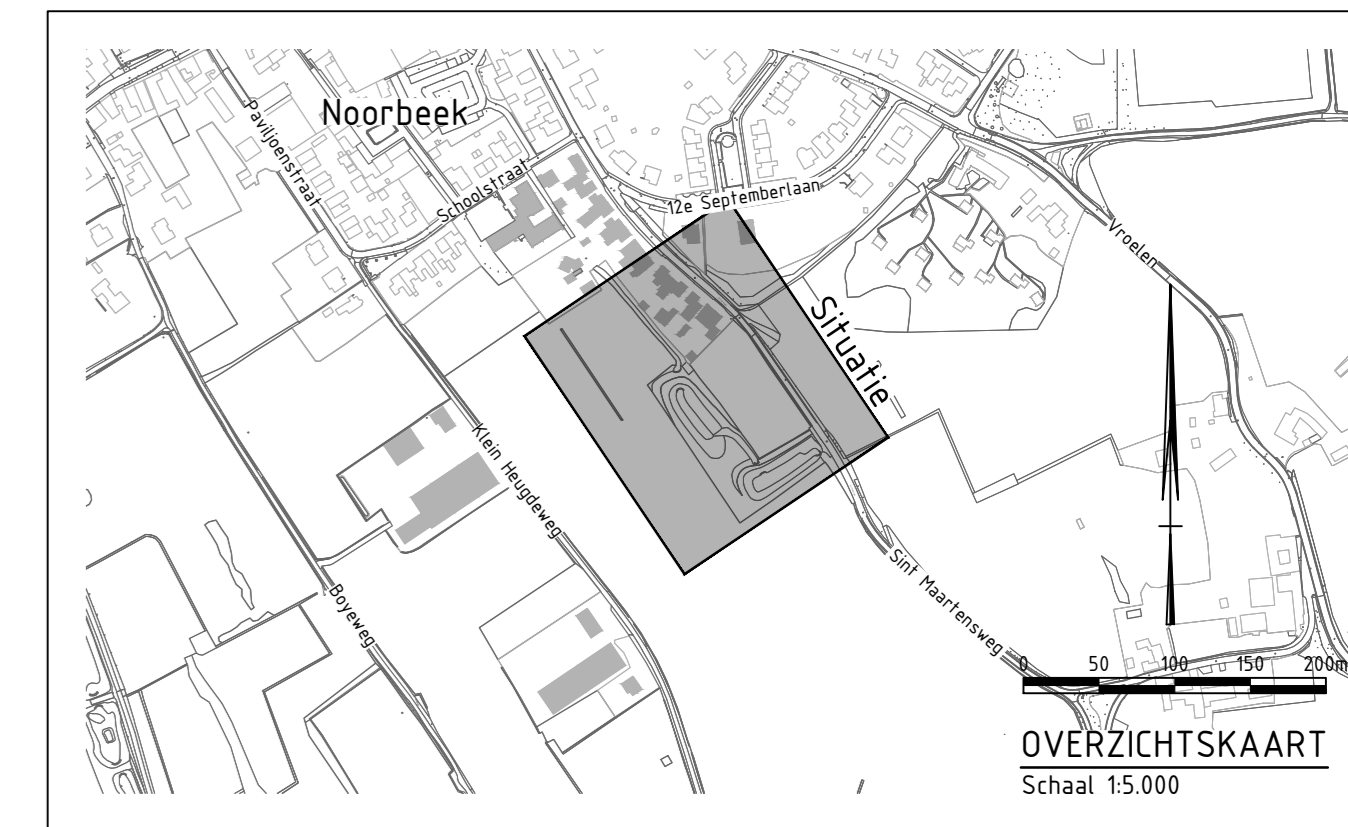 Noorbeek
Paviljoenstraat
Schoolstraat
12e Septemberlaan
Vroelen
Situatie
Klein Heugdeweg
Sint Maartensweg
Boyeweg
0 50 100 150 200m
OVERZICHTSKAART
Schaal 1:5.000